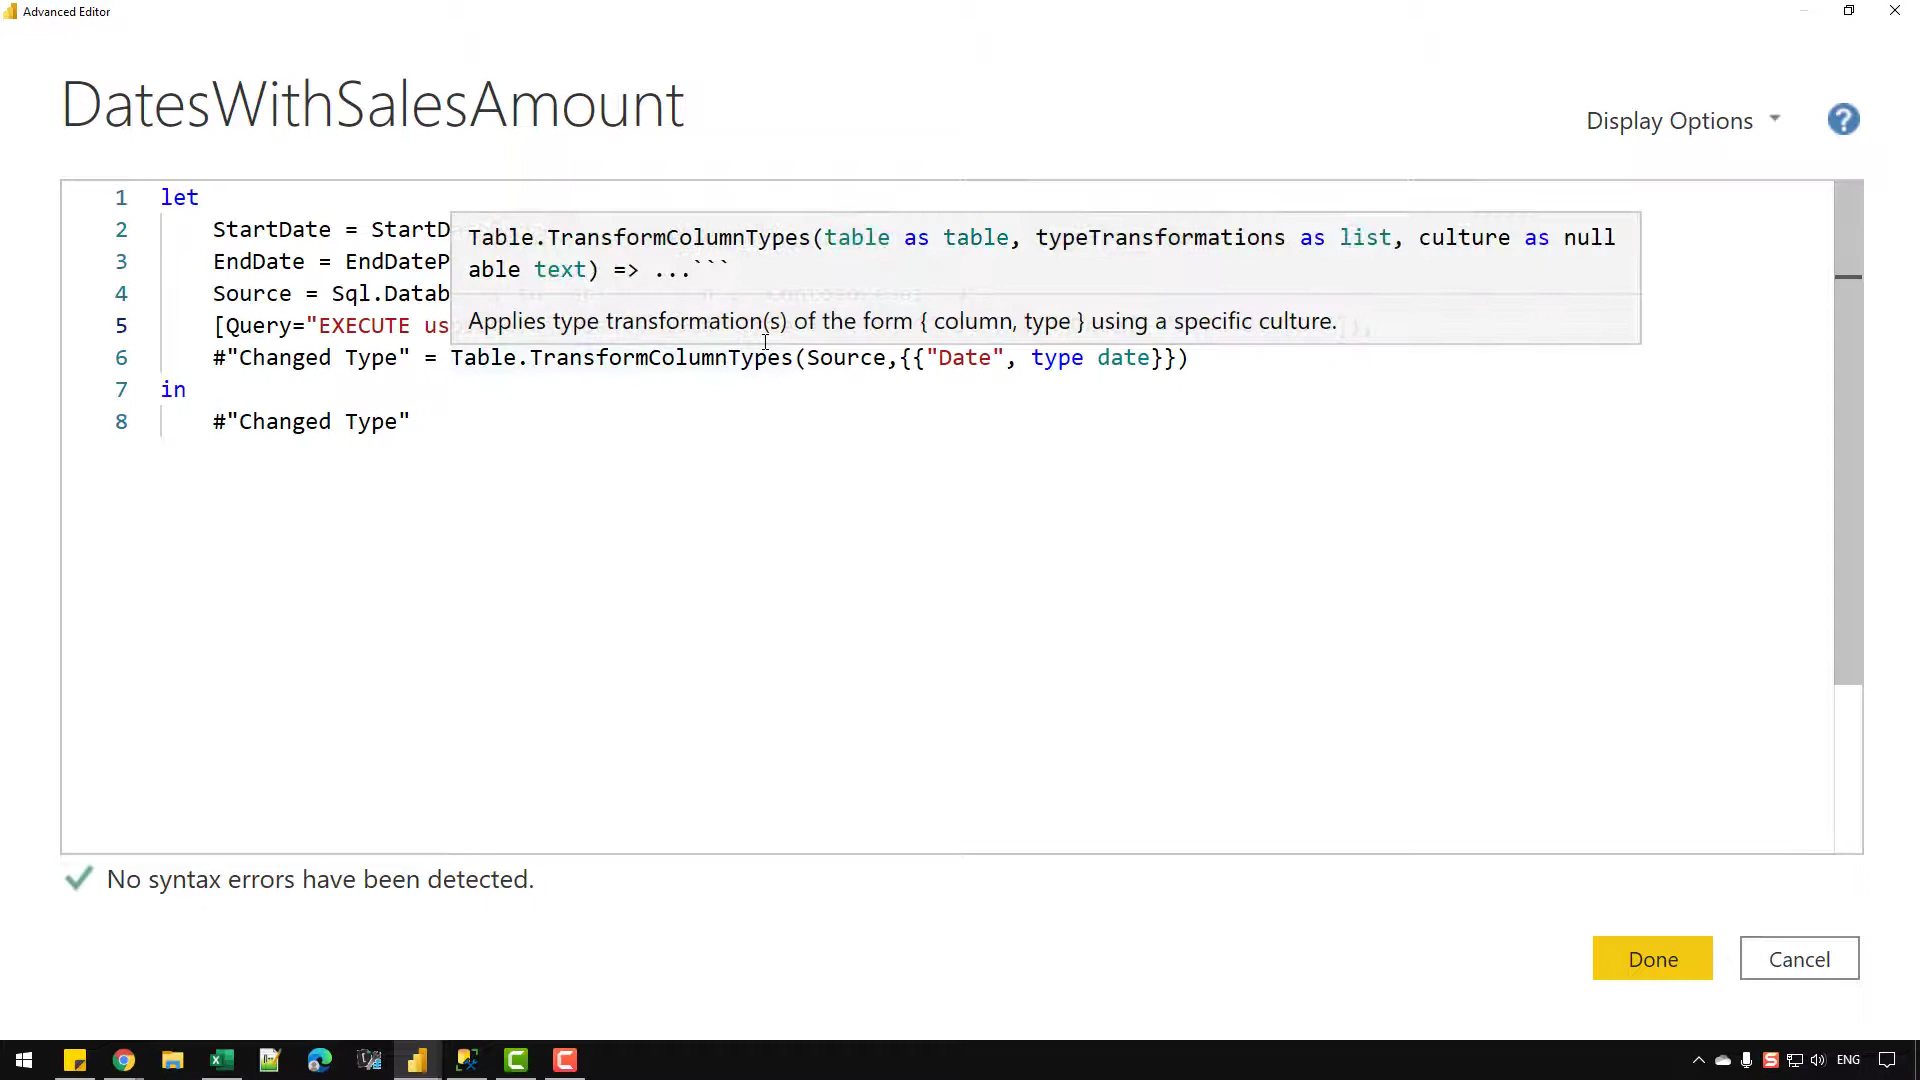 Advanced Editor
DatesWithSalesAmount
Display Options
?
1 let
2 StartDate = StartD
3 EndDate = EndDateP
4 Source = Sql.Datab
5 [Query="EXECUTE us
Table.TransformColumnTypes(table as table, typeTransformations as list, culture as null
able text) => ...```
Applies type transformation(s) of the form { column, type } using a specific culture.
6 #"Changed Type" = Table.TransformColumnTypes(Source,{{"Date", type date}})
7 in
8 #"Changed Type"
No syntax errors have been detected.
Done
Cancel
ENG